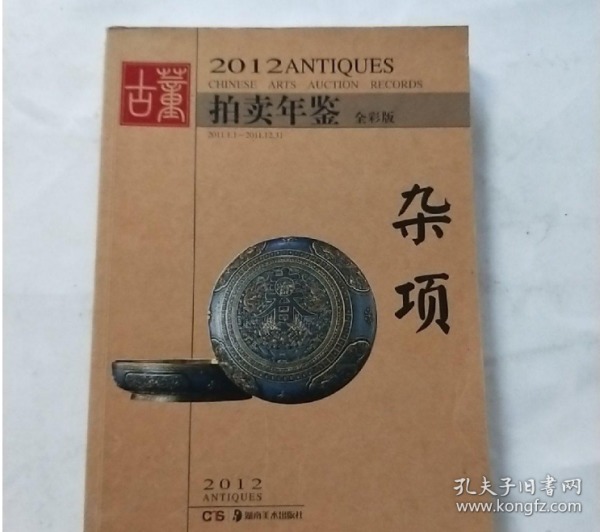 古董
2012 ANTIQUES
CHINESE ARTS AUCTION RECORDS
拍卖年鉴 全彩版
2011.1.1-2011.12.31
杂项
2012
ANTIQUES
湖南美术出版社
孔夫子旧书网
www.kongfz.com